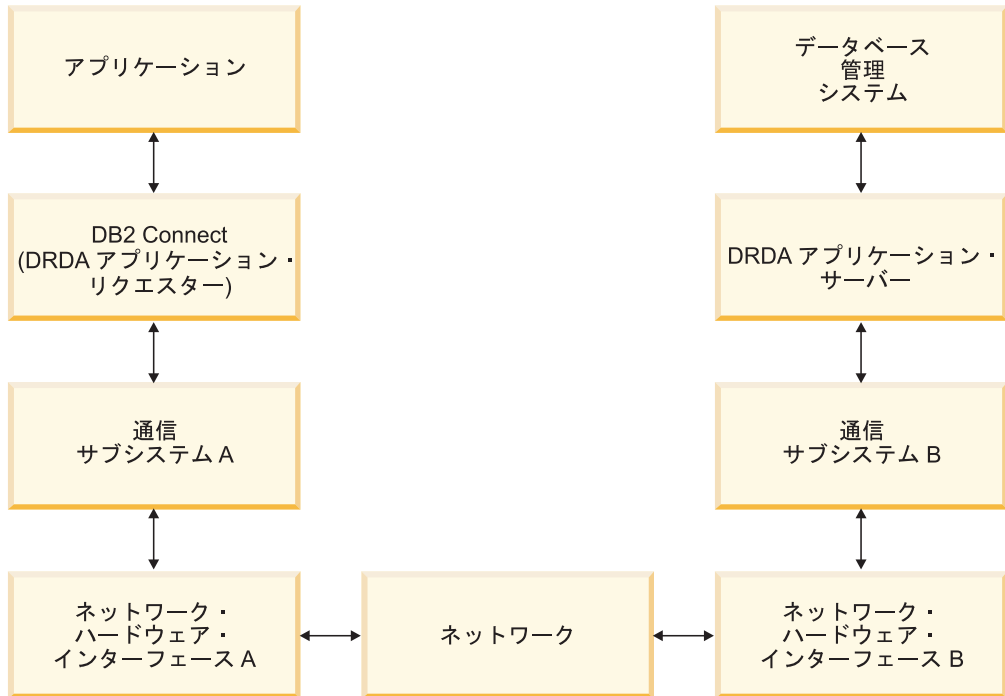 アプリケーション
データベース
管理
システム
DB2 Connect
(DRDA アプリケーション・
リクエスター)
DRDA アプリケーション・
サーバー
通信
サブシステム A
通信
サブシステム B
ネットワーク・
ハードウェア・
インターフェース A
ネットワーク
ネットワーク・
ハードウェア・
インターフェース B